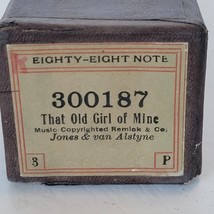 EIGHTY-EIGHT NOTE
300187
That Old Girl of Mine
Music Copyrighted Remick & Co.
Jones & van Alstyne
3 P